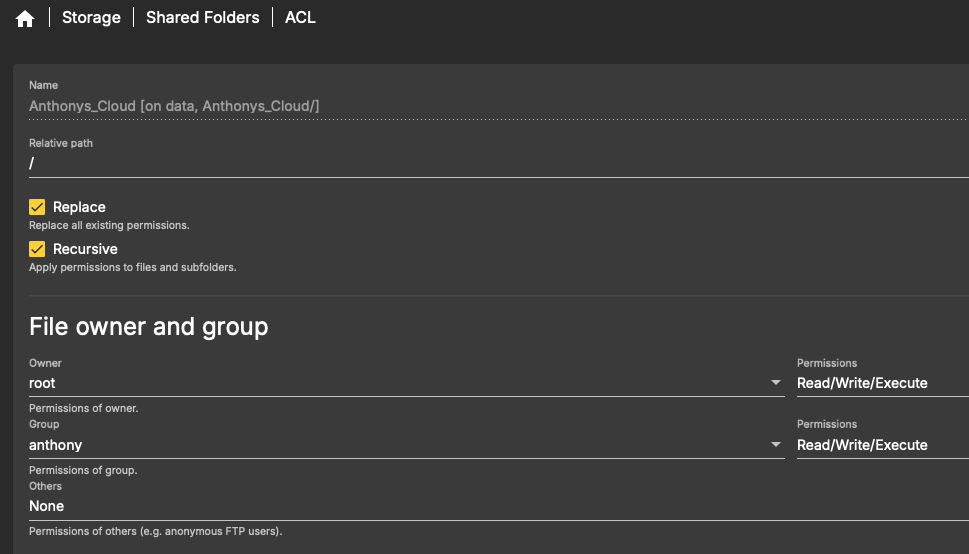 Storage | Shared Folders | ACL
Name
Anthonys_Cloud [on data, Anthonys_Cloud/]
Relative path
/
Replace
Replace all existing permissions.
Recursive
Apply permissions to files and subfolders.
File owner and group
Owner Permissions
root Read/Write/Execute
Permissions of owner.
Group Permissions
anthony Read/Write/Execute
Permissions of group.
Others
None
Permissions of others (e.g. anonymous FTP users).